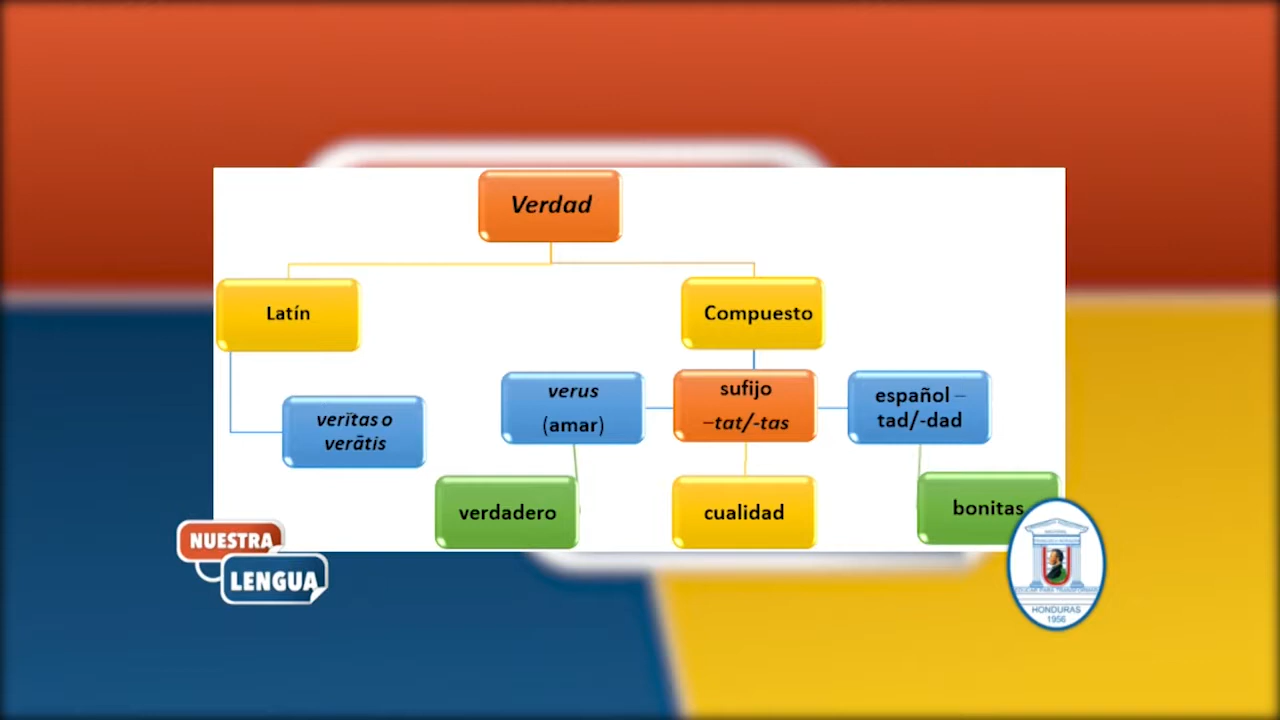 Verdad
Latín
Compuesto
verĭtas o
verātis
verus
(amar)
sufijo
–tat/-tas
español –
tad/-dad
verdadero
cualidad
bonitas
NUESTRA
LENGUA
HONDURAS
1956